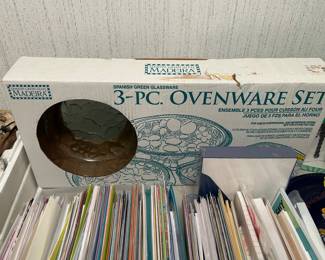 MADEIRA
MADEIRA
SPANISH GREEN GLASSWARE
3-PC. OVENWARE SET
ENSEMBLE 3 PCES POUR CUISSON AU FOUR
JUEGO DE 3 PZS PARA EL HORNO